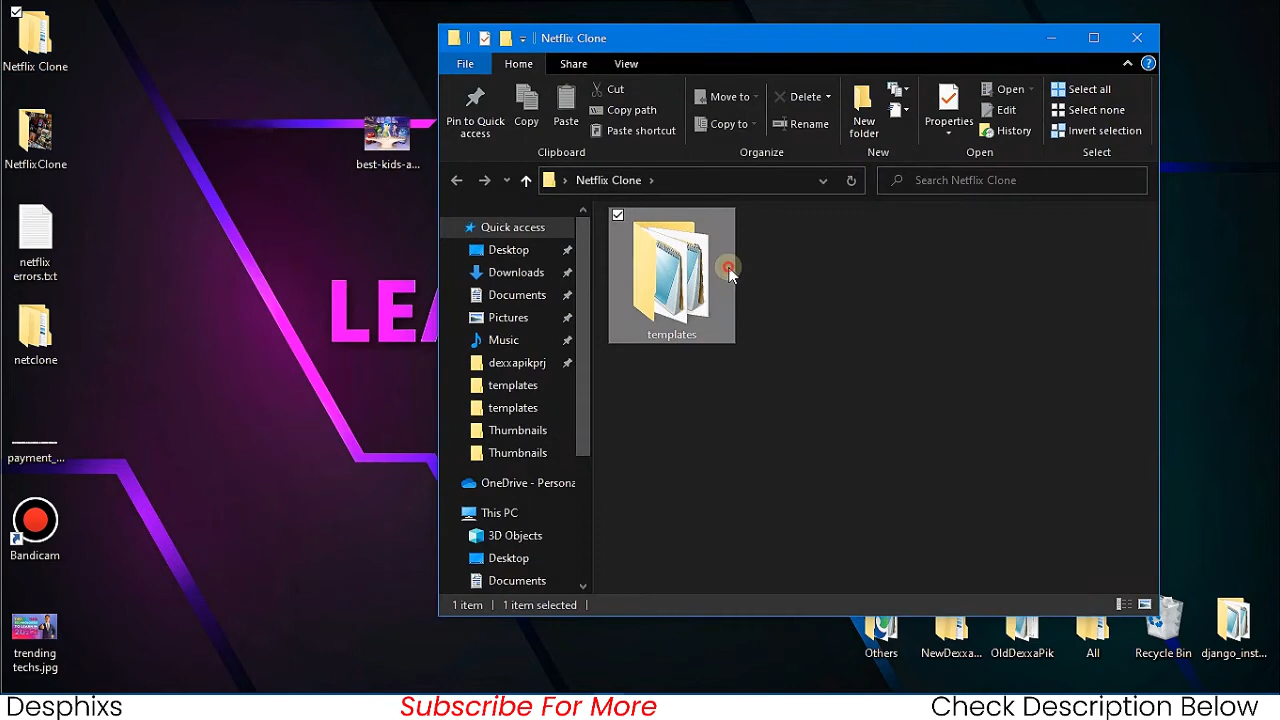 Netflix Clone
NetflixClone
netflix
errors.txt
netclone
payment_...
Bandicam
trending
techs.jpg
best-kids-a...
LEA
Netflix Clone
File
Home
Share
View
Pin to Quick
access
Copy
Paste
Cut
Copy path
Paste shortcut
Clipboard
Move to
Copy to
Delete
Rename
Organize
New
folder
New
Properties
Open
Edit
History
Open
Select all
Select none
Invert selection
Select
Netflix Clone
Search Netflix Clone
Quick access
Desktop
Downloads
Documents
Pictures
Music
dexxapikprj
templates
templates
Thumbnails
Thumbnails
OneDrive - Persona
This PC
3D Objects
Desktop
Documents
templates
1 item
1 item selected
Others
NewDexxa...
OldDexxaPik
All
Recycle Bin
django_inst...
Desphixs
Subscribe For More
Check Description Below